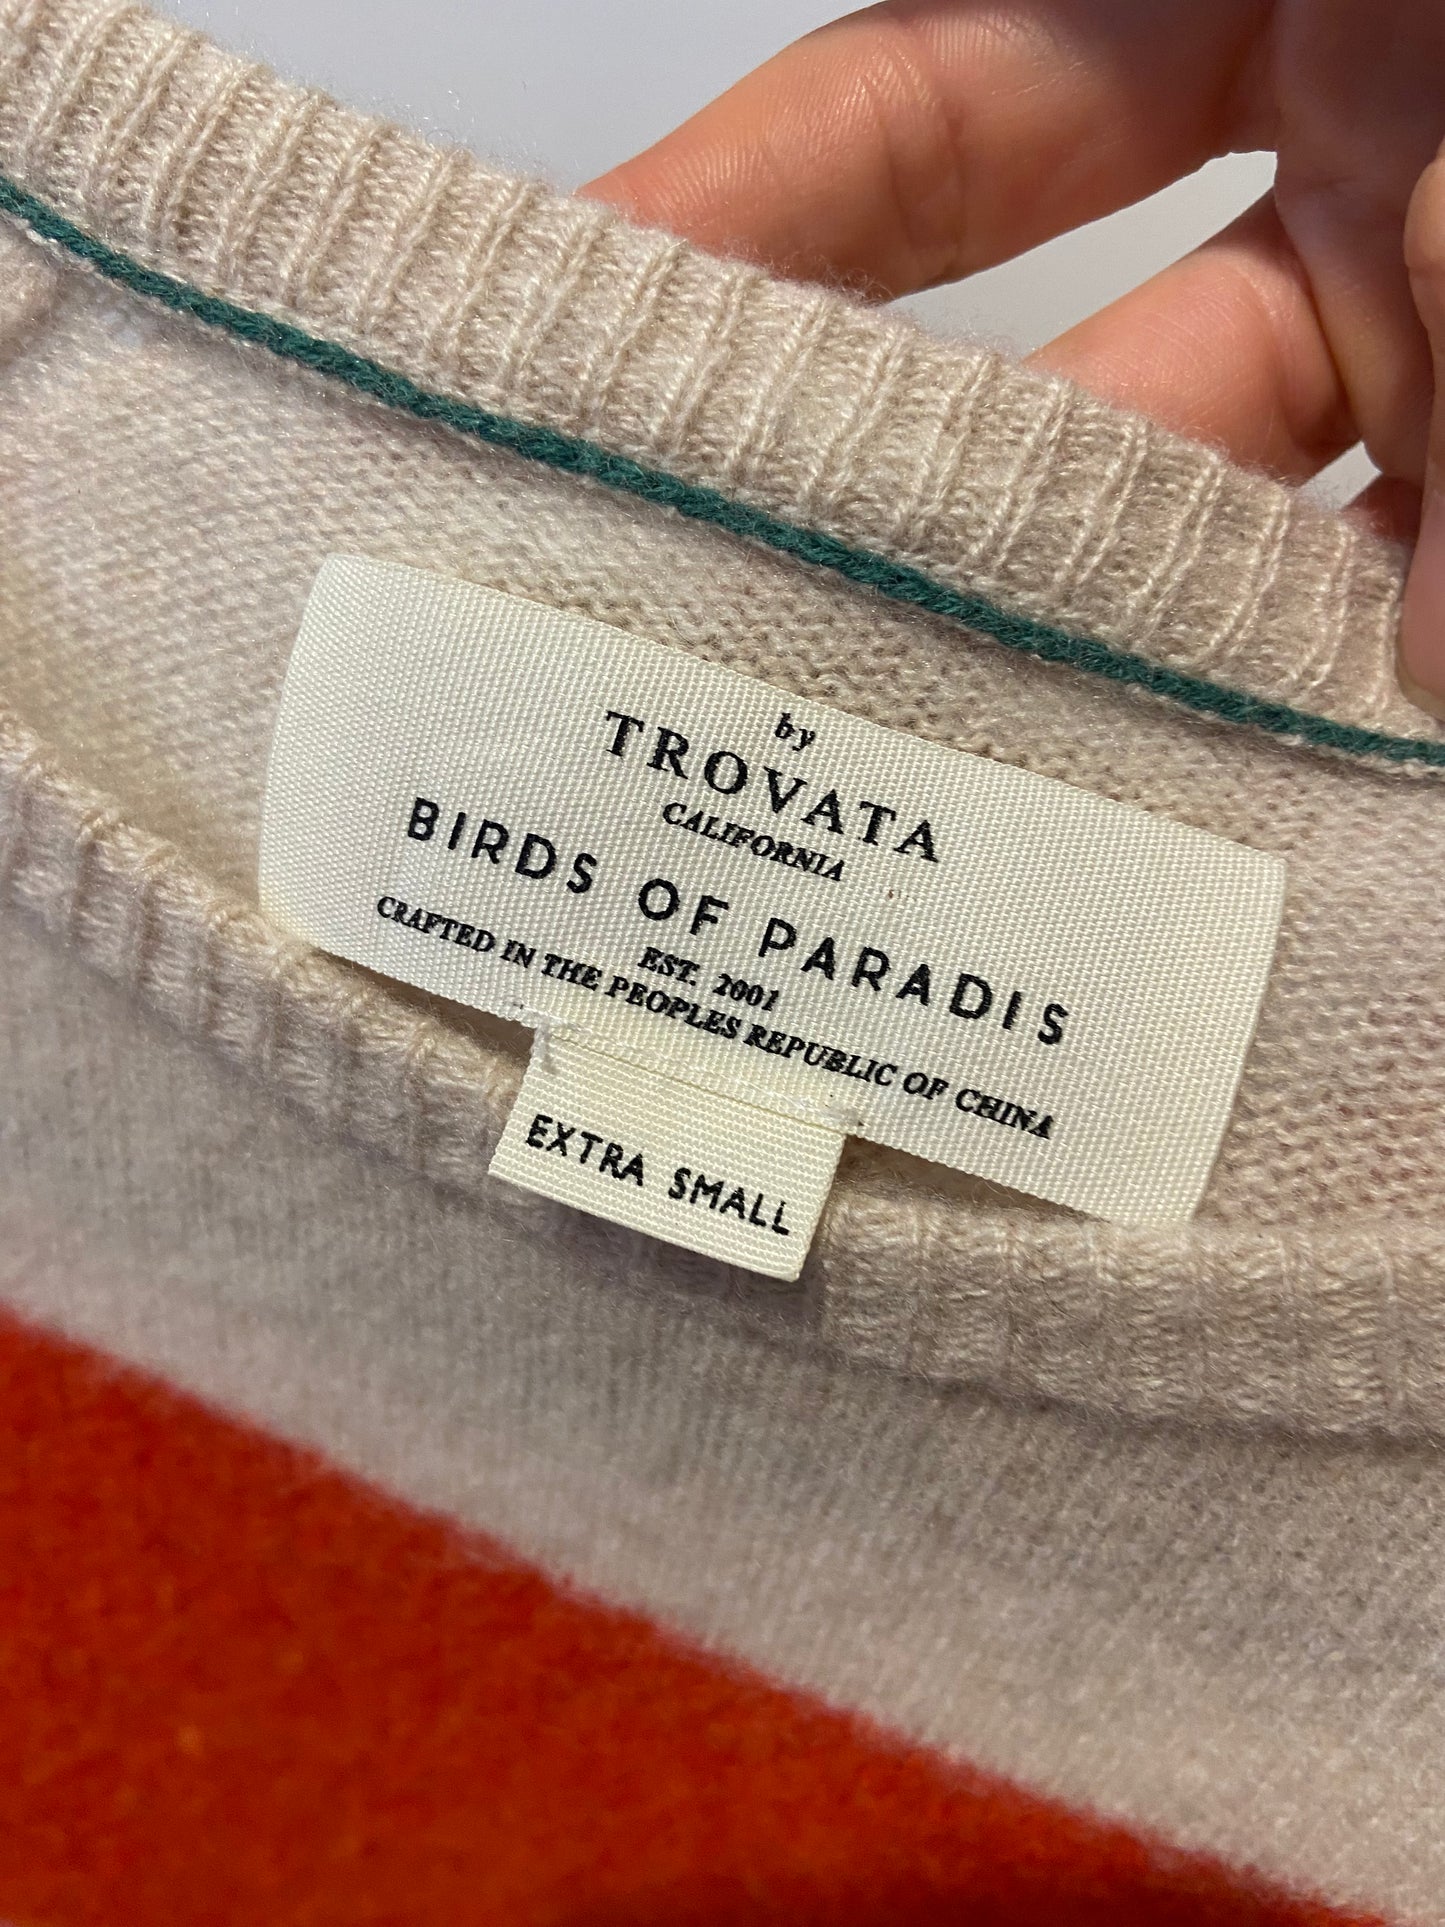 by
TROVATA
CALIFORNIA
BIRDS OF PARADIS
EST. 2001
CRAFTED IN THE PEOPLES REPUBLIC OF CHINA
EXTRA SMALL